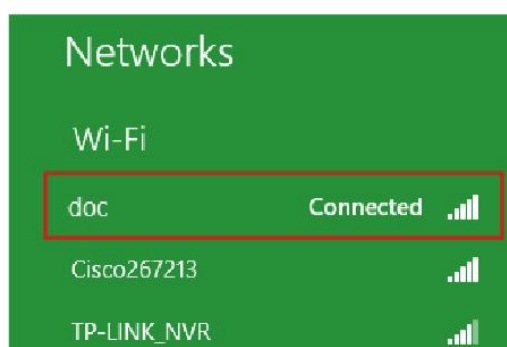 Networks
Wi-Fi
doc Connected
Cisco267213
TP-LINK_NVR